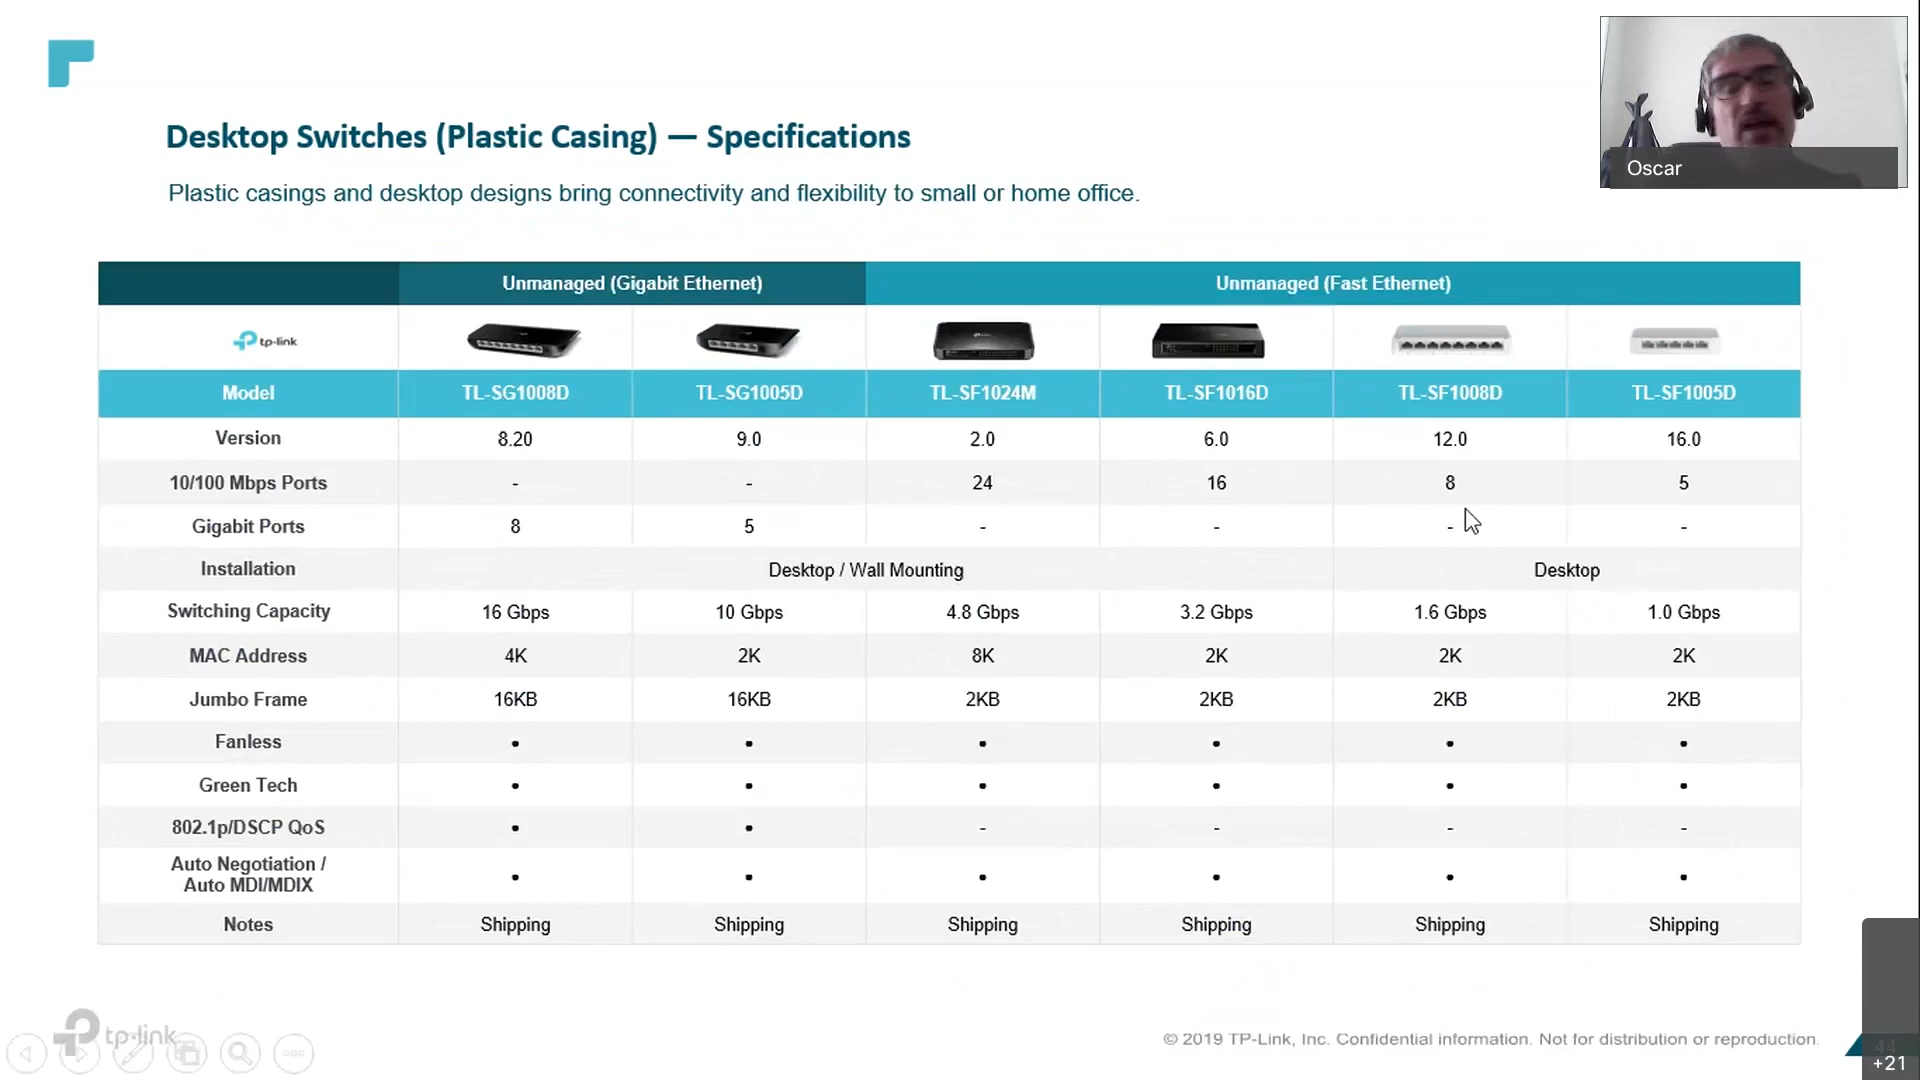 Oscar
Desktop Switches (Plastic Casing) — Specifications
Plastic casings and desktop designs bring connectivity and flexibility to small or home office.
Unmanaged (Gigabit Ethernet) Unmanaged (Fast Ethernet)
tp-link
Model TL-SG1008D TL-SG1005D TL-SF1024M TL-SF1016D TL-SF1008D TL-SF1005D
Version 8.20 9.0 2.0 6.0 12.0 16.0
10/100 Mbps Ports - - 24 16 8 5
Gigabit Ports 8 5 - - - -
Installation Desktop / Wall Mounting Desktop
Switching Capacity 16 Gbps 10 Gbps 4.8 Gbps 3.2 Gbps 1.6 Gbps 1.0 Gbps
MAC Address 4K 2K 8K 2K 2K 2K
Jumbo Frame 16KB 16KB 2KB 2KB 2KB 2KB
Fanless • • • • • •
Green Tech • • • • • •
802.1p/DSCP QoS • • - - - -
Auto Negotiation /
Auto MDI/MDIX • • • • • •
Notes Shipping Shipping Shipping Shipping Shipping Shipping
tp-link
© 2019 TP-Link, Inc. Confidential information. Not for distribution or reproduction.
44
+21